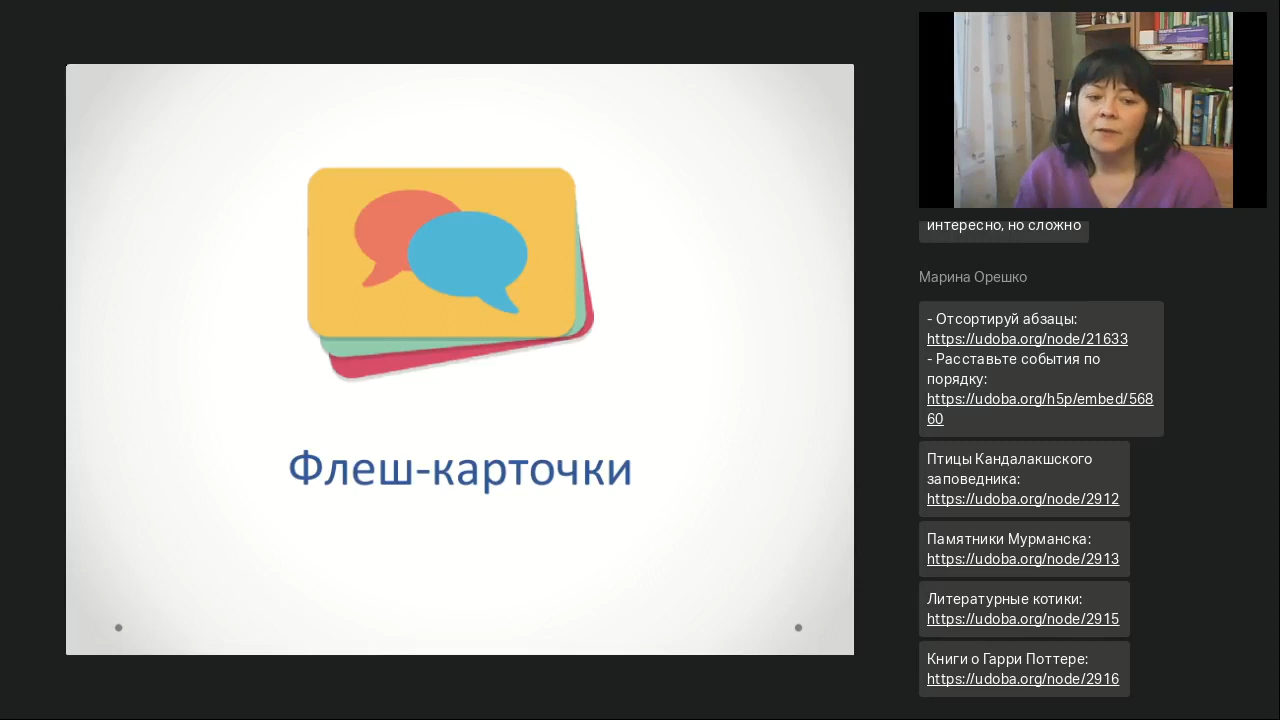 Флеш-карточки
интересно, но сложно
Марина Орешко
- Отсортируй абзацы:
https://udoba.org/node/21633
- Расставьте события по
порядку:
https://udoba.org/h5p/embed/568
60
Птицы Кандалакшского
заповедника:
https://udoba.org/node/2912
Памятники Мурманска:
https://udoba.org/node/2913
Литературные котики:
https://udoba.org/node/2915
Книги о Гарри Поттере:
https://udoba.org/node/2916